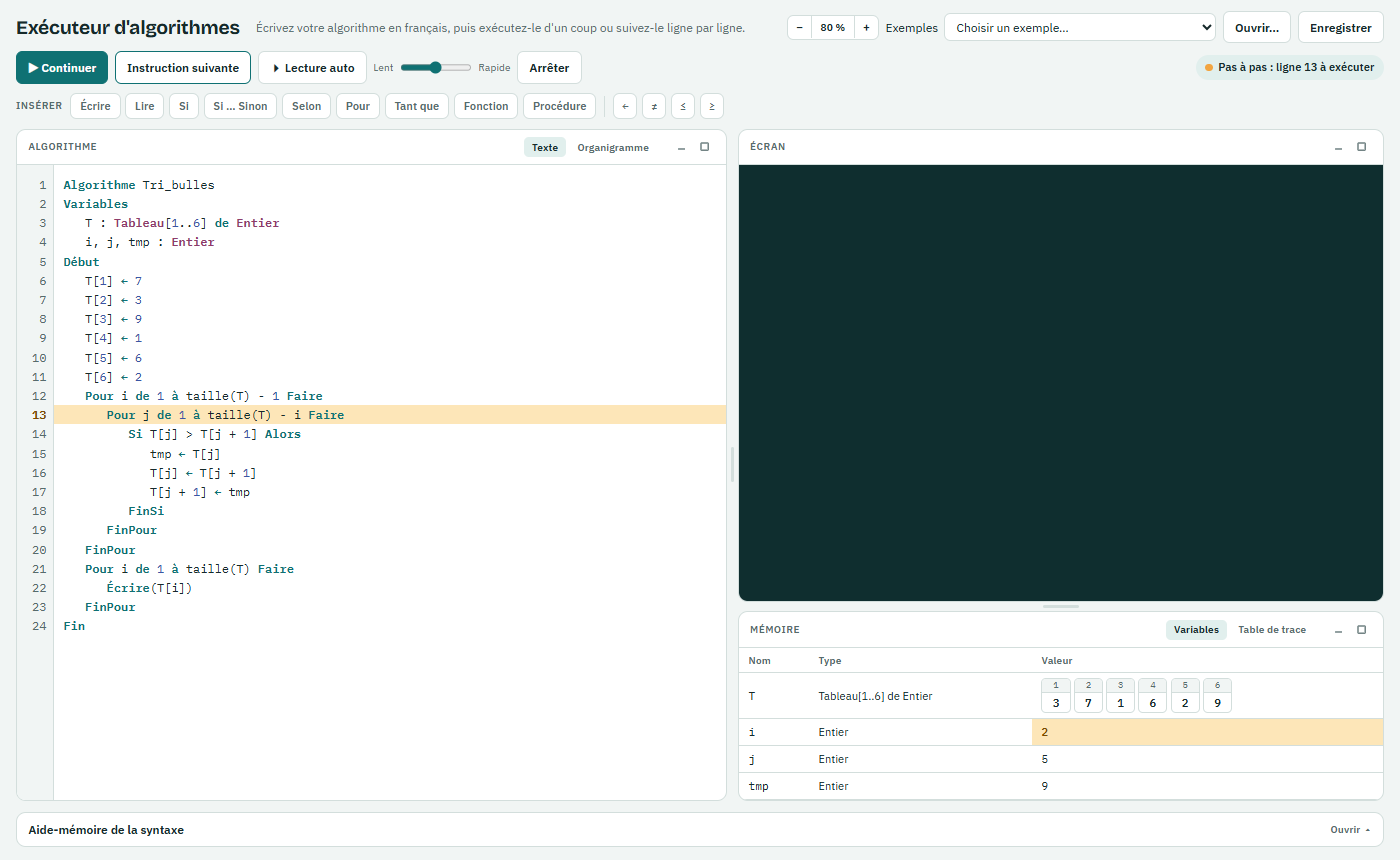 Exécuteur d'algorithmes Écrivez votre algorithme en français, puis exécutez-le d'un coup ou suivez-le ligne par ligne. − 80 % + Exemples Choisir un exemple... Ouvrir... Enregistrer
▶ Continuer Instruction suivante ⏵ Lecture auto Lent Rapide Arrêter Pas à pas : ligne 13 à exécuter
INSÉRER Écrire Lire Si Si ... Sinon Selon Pour Tant que Fonction Procédure ← ≠ ≤ ≥
ALGORITHME Texte Organigramme
1 Algorithme Tri_bulles
2 Variables
3 T : Tableau[1..6] de Entier
4 i, j, tmp : Entier
5 Début
6 T[1] ← 7
7 T[2] ← 3
8 T[3] ← 9
9 T[4] ← 1
10 T[5] ← 6
11 T[6] ← 2
12 Pour i de 1 à taille(T) - 1 Faire
13 Pour j de 1 à taille(T) - i Faire
14 Si T[j] > T[j + 1] Alors
15 tmp ← T[j]
16 T[j] ← T[j + 1]
17 T[j + 1] ← tmp
18 FinSi
19 FinPour
20 FinPour
21 Pour i de 1 à taille(T) Faire
22 Écrire(T[i])
23 FinPour
24 Fin
ÉCRAN
MÉMOIRE Variables Table de trace
Nom Type Valeur
1 2 3 4 5 6
T Tableau[1..6] de Entier 3 7 1 6 2 9
i Entier 2
j Entier 5
tmp Entier 9
Aide-mémoire de la syntaxe Ouvrir